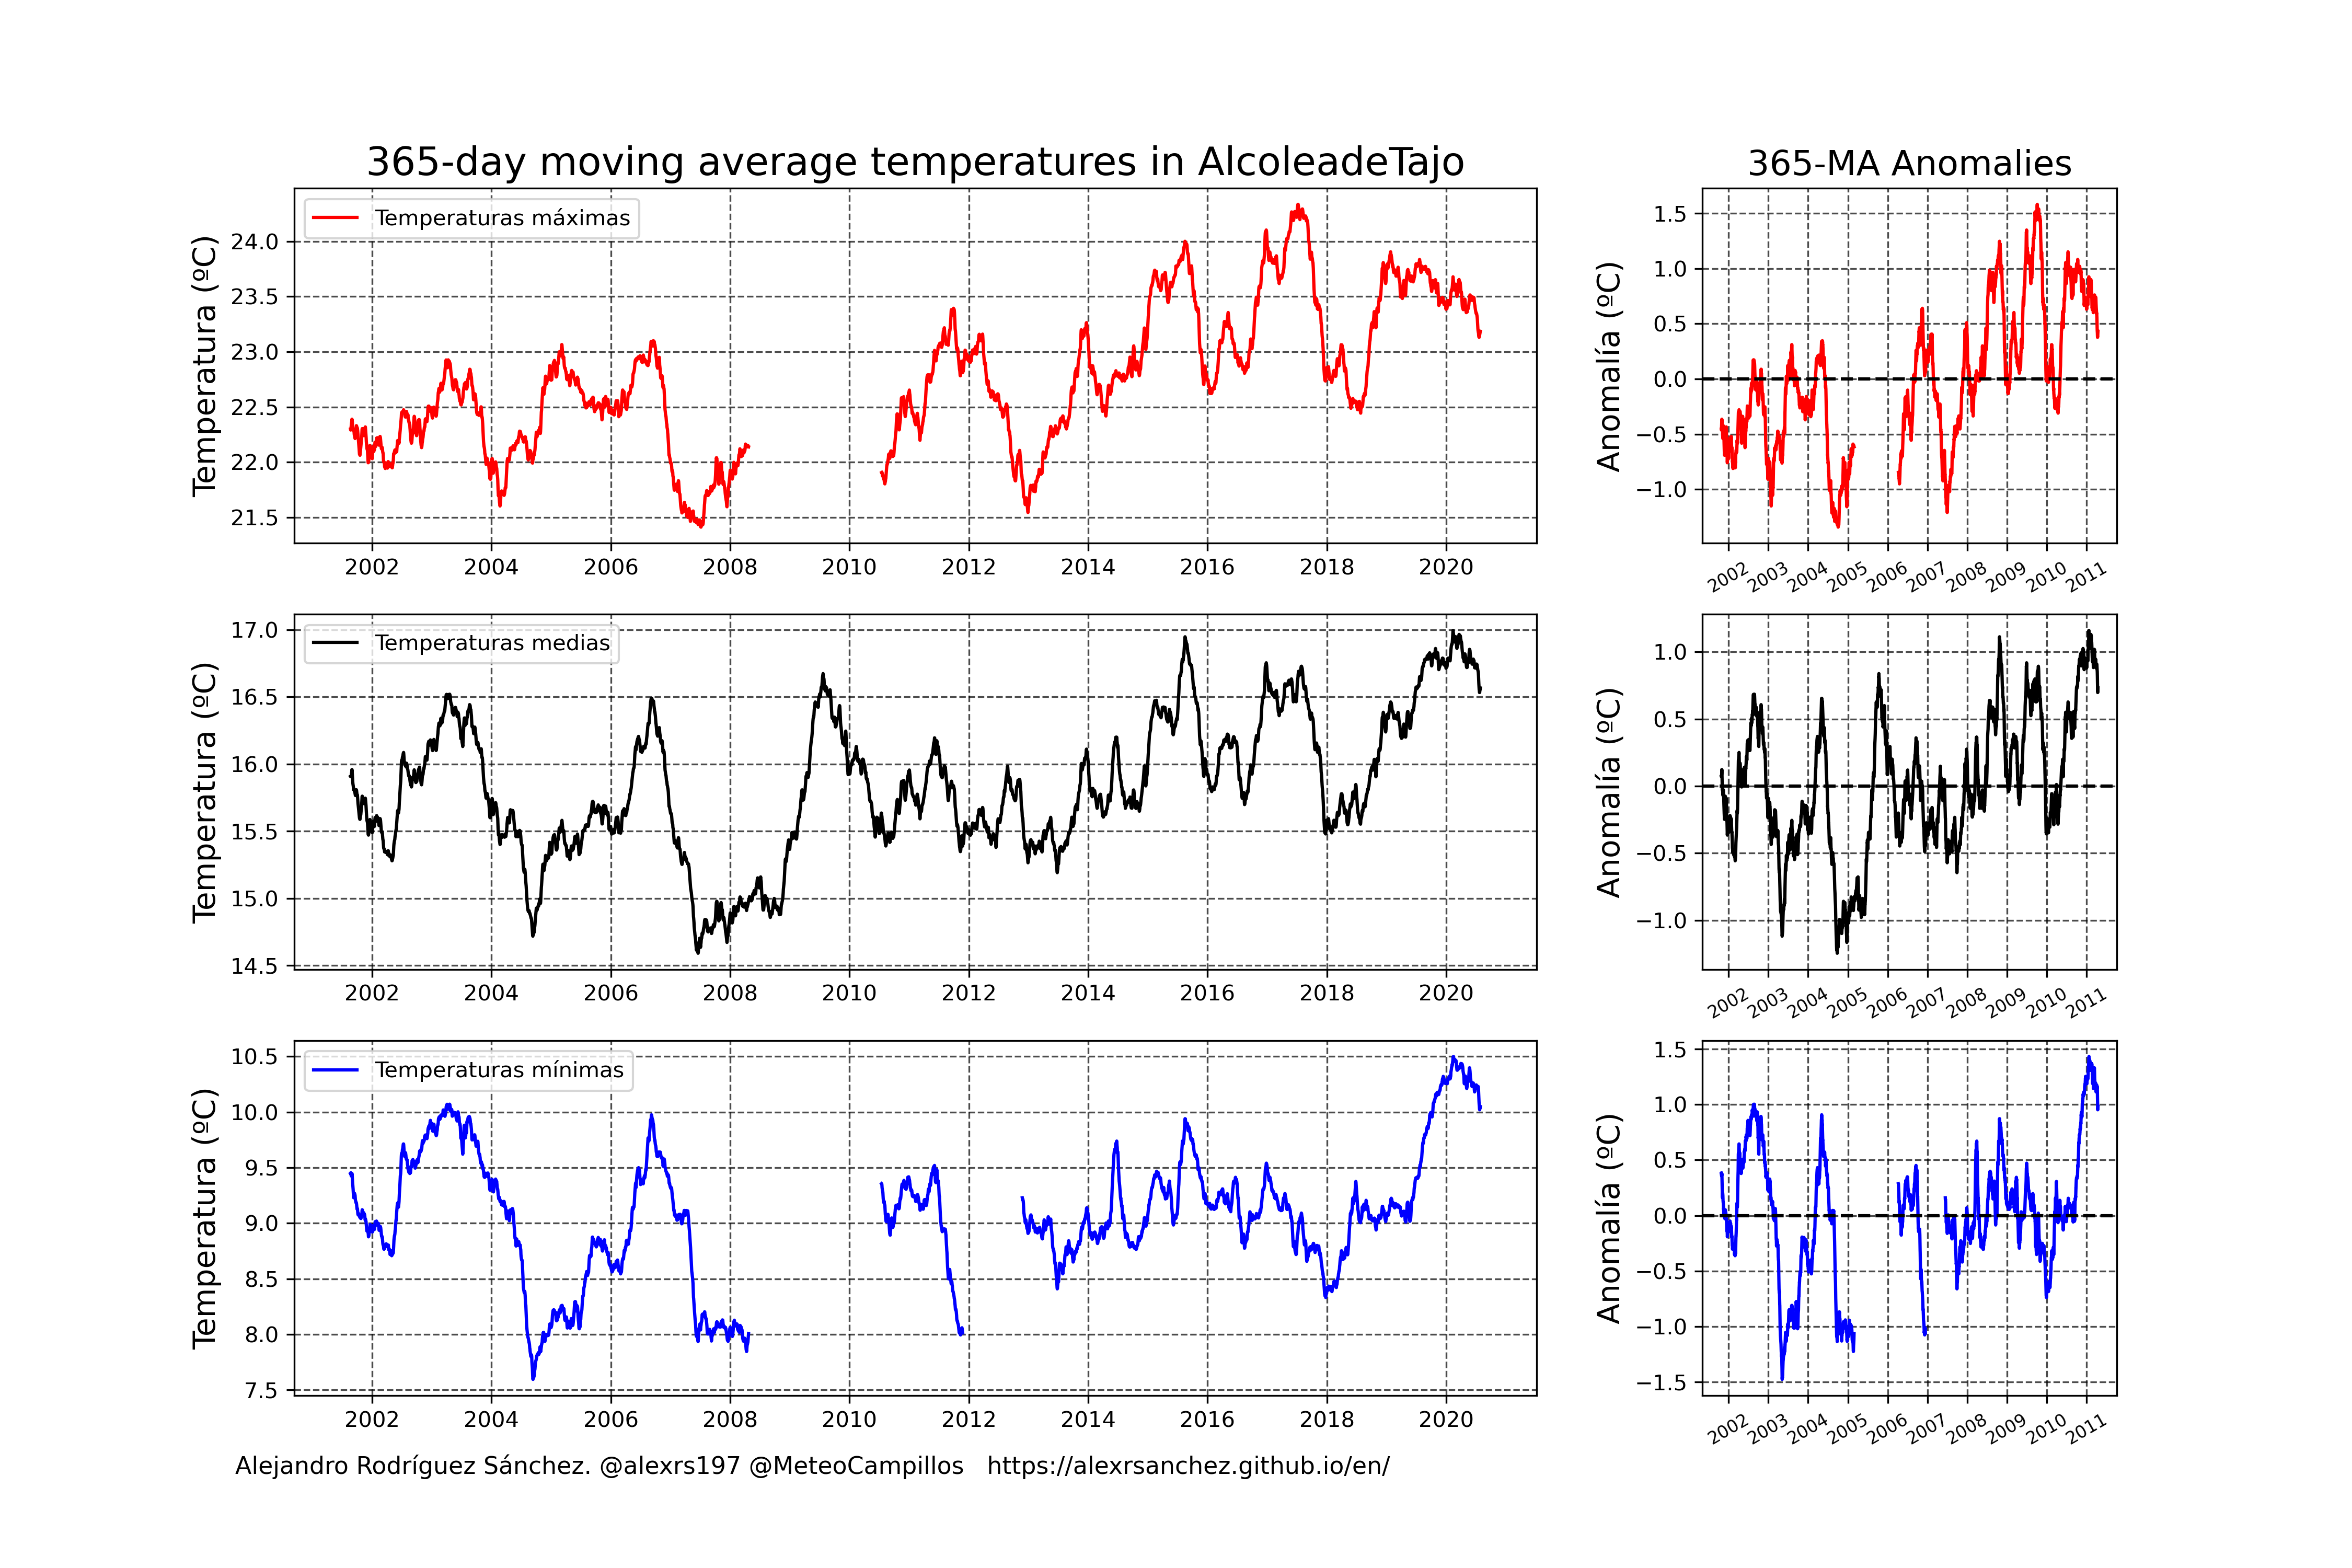 365-day moving average temperatures in AlcoleadeTajo
365-MA Anomalies
Temperatura (ºC)
24.0
23.5
23.0
22.5
22.0
21.5
Temperaturas máximas
2002 2004 2006 2008 2010 2012 2014 2016 2018 2020
Anomalía (ºC)
1.5
1.0
0.5
0.0
−0.5
−1.0
2002 2003 2004 2005 2006 2007 2008 2009 2010 2011
Temperatura (ºC)
17.0
16.5
16.0
15.5
15.0
14.5
Temperaturas medias
2002 2004 2006 2008 2010 2012 2014 2016 2018 2020
Anomalía (ºC)
1.0
0.5
0.0
−0.5
−1.0
2002 2003 2004 2005 2006 2007 2008 2009 2010 2011
Temperatura (ºC)
10.5
10.0
9.5
9.0
8.5
8.0
7.5
Temperaturas mínimas
2002 2004 2006 2008 2010 2012 2014 2016 2018 2020
Anomalía (ºC)
1.5
1.0
0.5
0.0
−0.5
−1.0
−1.5
2002 2003 2004 2005 2006 2007 2008 2009 2010 2011
Alejandro Rodríguez Sánchez. @alexrs197 @MeteoCampillos https://alexrsanchez.github.io/en/